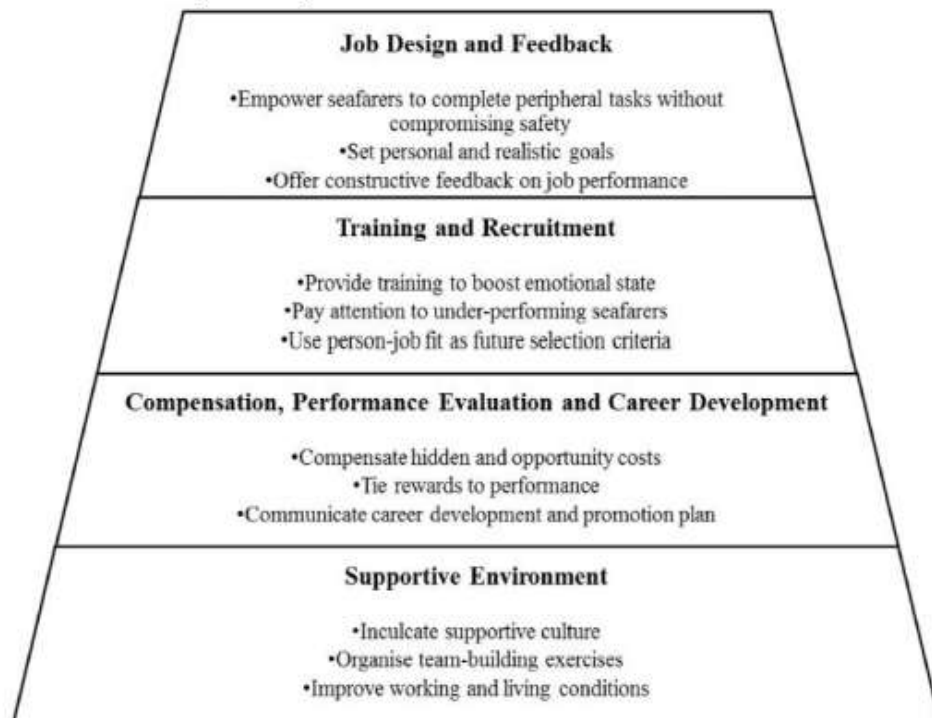 Job Design and Feedback
•Empower seafarers to complete peripheral tasks without
compromising safety
•Set personal and realistic goals
•Offer constructive feedback on job performance
Training and Recruitment
•Provide training to boost emotional state
•Pay attention to under-performing seafarers
•Use person-job fit as future selection criteria
Compensation, Performance Evaluation and Career Development
•Compensate hidden and opportunity costs
•Tie rewards to performance
•Communicate career development and promotion plan
Supportive Environment
•Inculcate supportive culture
•Organise team-building exercises
•Improve working and living conditions